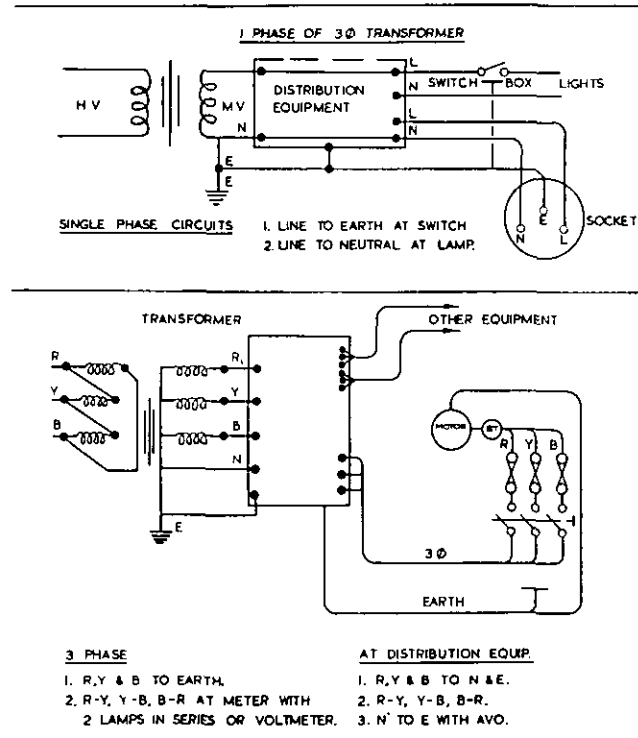 1 PHASE OF 3Ø TRANSFORMER
HV
MV
N
E
E
DISTRIBUTION
EQUIPMENT
L
N
L
N
SWITCH BOX
LIGHTS
N
E
L
SOCKET
SINGLE PHASE CIRCUITS
1. LINE TO EARTH AT SWITCH
2. LINE TO NEUTRAL AT LAMP.
TRANSFORMER
OTHER EQUIPMENT
R
Y
B
R,
Y
B
N
E
MOTOR
ST
R Y B
3Ø
EARTH
3 PHASE
1. R,Y & B TO EARTH.
2. R-Y, Y-B, B-R AT METER WITH
2 LAMPS IN SERIES OR VOLTMETER.
AT DISTRIBUTION EQUIP.
1. R,Y & B TO N & E.
2. R-Y, Y-B, B-R.
3. N TO E WITH AVO.